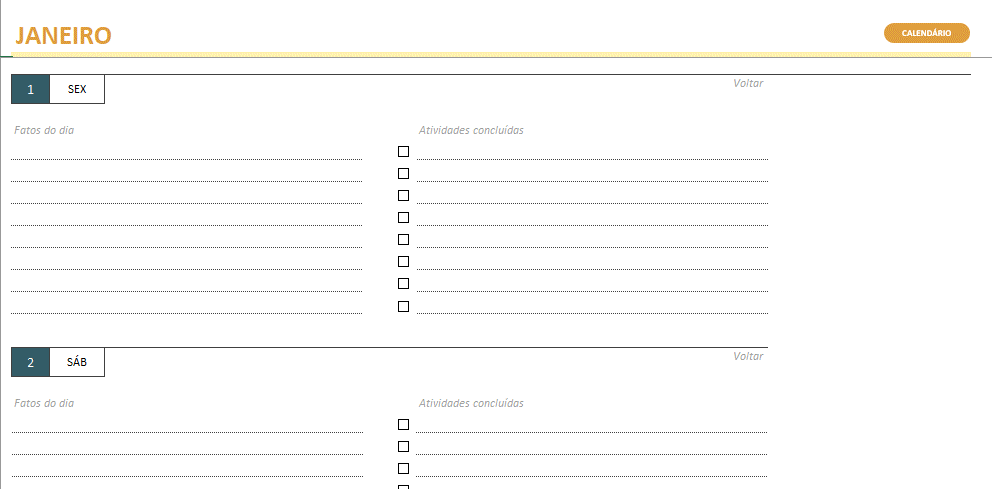 JANEIRO
CALENDÁRIO
1 SEX
Voltar
Fatos do dia
Atividades concluídas
2 SÁB
Voltar
Fatos do dia
Atividades concluídas